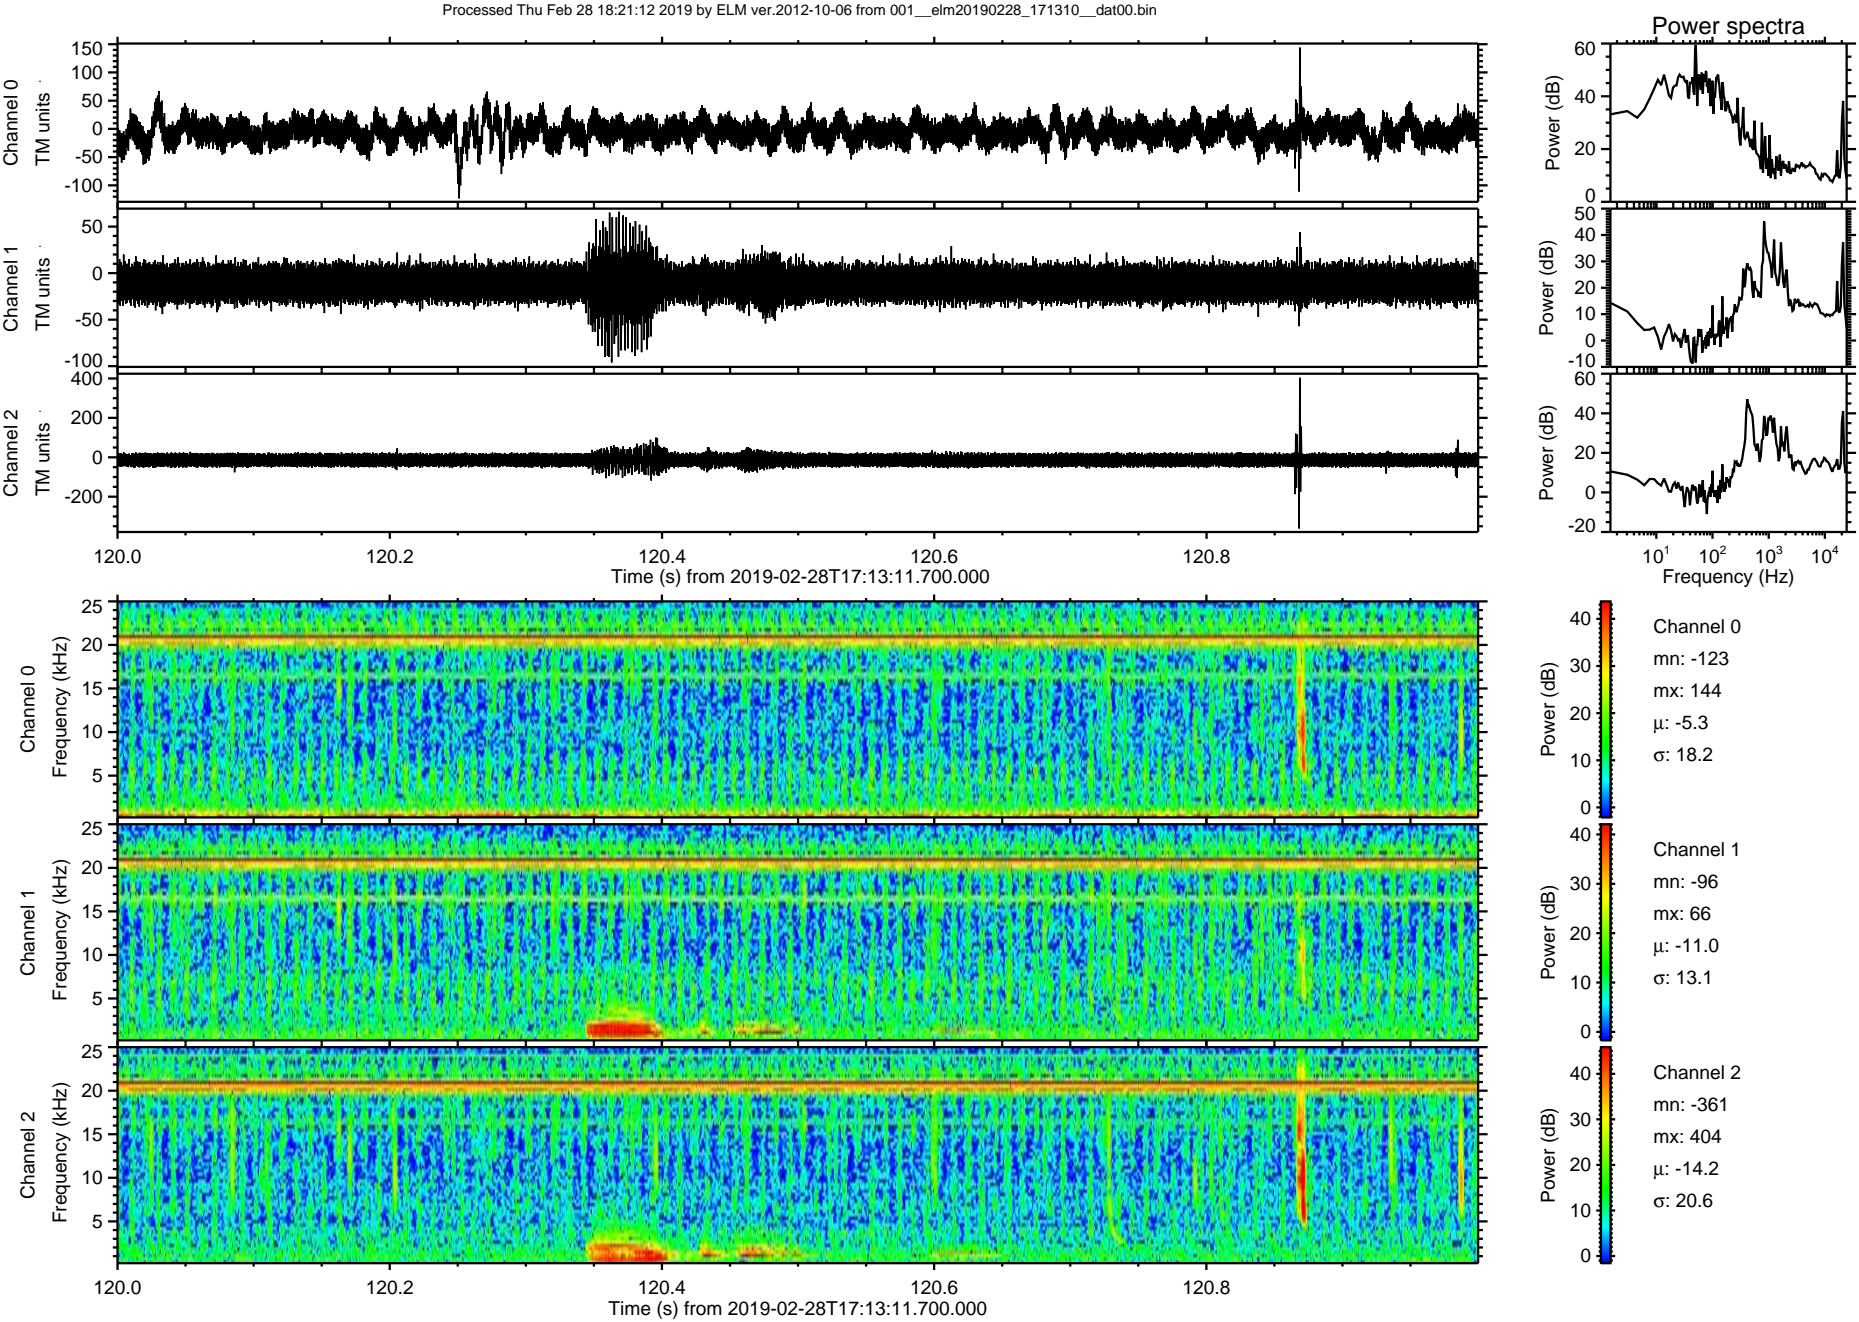 Processed Thu Feb 28 18:21:12 2019 by ELM ver.2012-10-06 from 001__elm20190228_171310__dat00.bin
Power spectra
Channel 0
TM units
150
100
50
0
-50
-100
Power (dB)
60
40
20
0
Channel 1
TM units
50
0
-50
-100
Power (dB)
50
40
30
20
10
0
-10
Channel 2
TM units
400
200
0
-200
Power (dB)
60
40
20
0
-20
120.0 120.2 120.4 120.6 120.8
Time (s) from 2019-02-28T17:13:11.700.000
10^1 10^2 10^3 10^4
Frequency (Hz)
Channel 0
Frequency (kHz)
25
20
15
10
5
Power (dB)
40
30
20
10
0
Channel 0
mn: -123
mx: 144
μ: -5.3
σ: 18.2
Channel 1
Frequency (kHz)
25
20
15
10
5
Power (dB)
40
30
20
10
0
Channel 1
mn: -96
mx: 66
μ: -11.0
σ: 13.1
Channel 2
Frequency (kHz)
25
20
15
10
5
Power (dB)
40
30
20
10
0
Channel 2
mn: -361
mx: 404
μ: -14.2
σ: 20.6
120.0 120.2 120.4 120.6 120.8
Time (s) from 2019-02-28T17:13:11.700.000